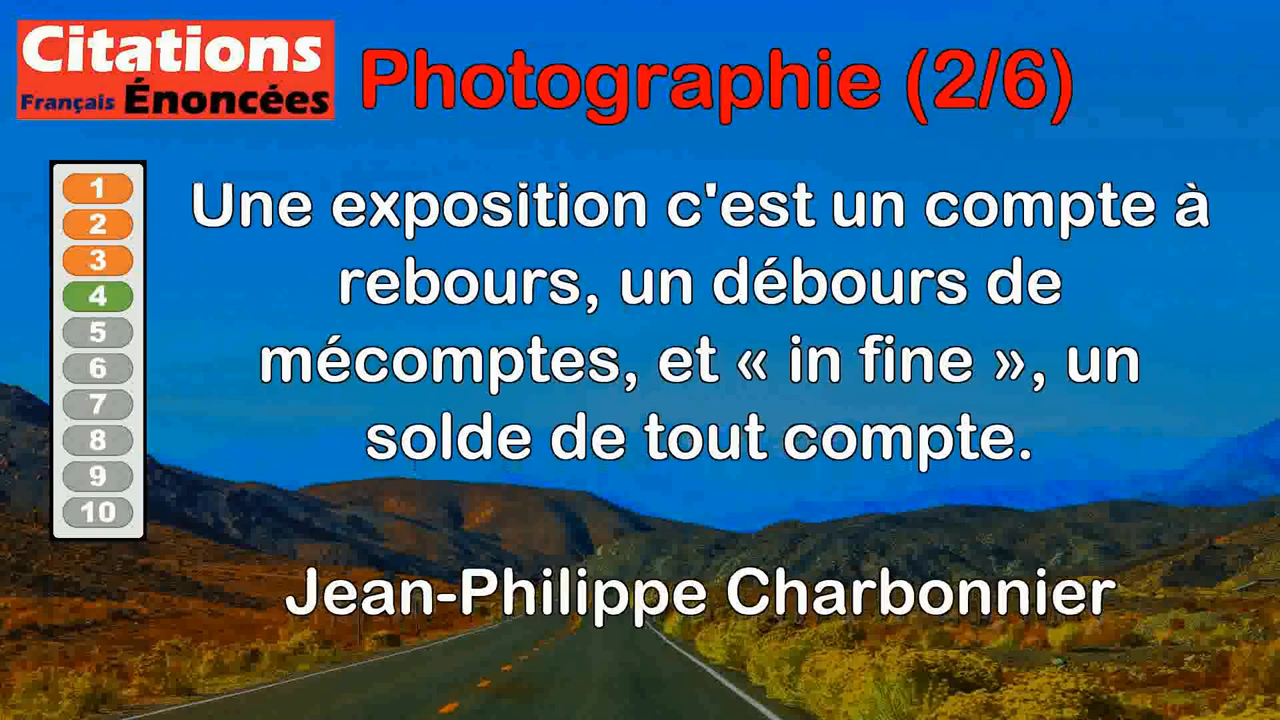 Citations
Français Énoncées
Photographie (2/6)
1
2
3
4
5
6
7
8
9
10
Une exposition c'est un compte à
rebours, un débours de
mécomptes, et « in fine », un
solde de tout compte.
Jean-Philippe Charbonnier